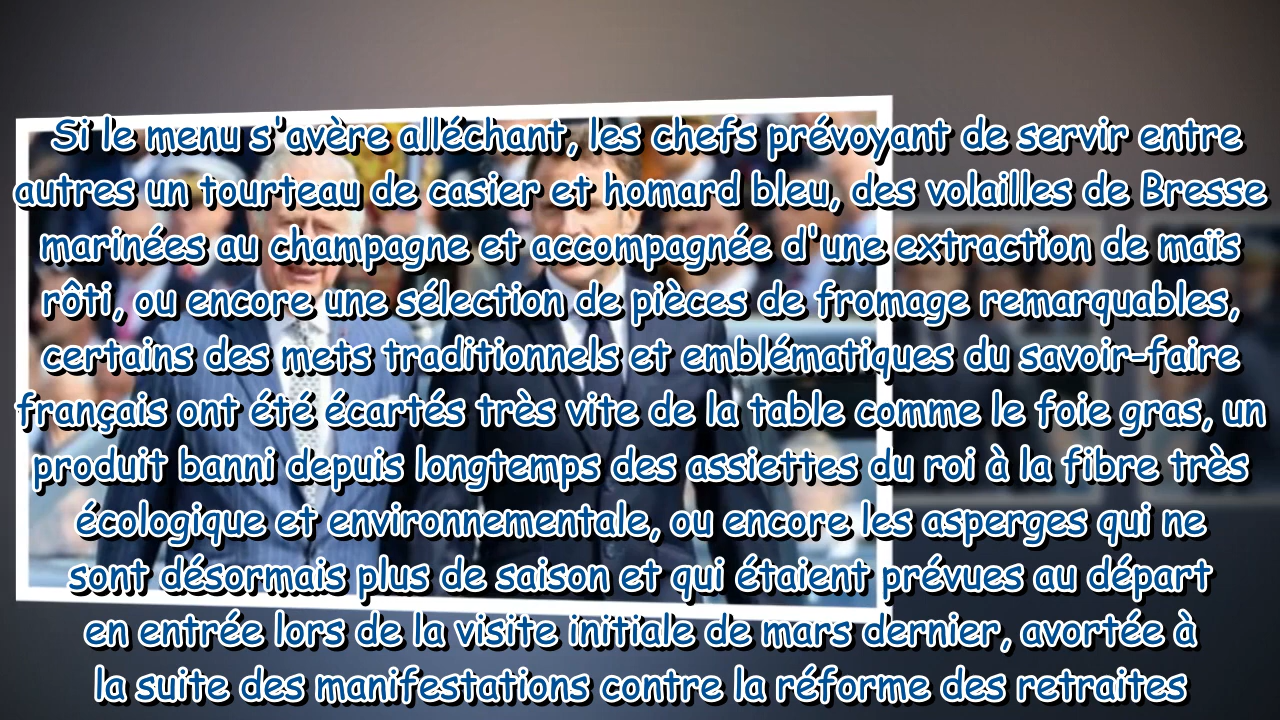 Si le menu s'avère alléchant, les chefs prévoyant de servir entre
autres un tourteau de casier et homard bleu, des volailles de Bresse
marinées au champagne et accompagnée d'une extraction de maïs
rôti, ou encore une sélection de pièces de fromage remarquables,
certains des mets traditionnels et emblématiques du savoir-faire
français ont été écartés très vite de la table comme le foie gras, un
produit banni depuis longtemps des assiettes du roi à la fibre très
écologique et environnementale, ou encore les asperges qui ne
sont désormais plus de saison et qui étaient prévues au départ
en entrée lors de la visite initiale de mars dernier, avortée à
la suite des manifestations contre la réforme des retraites